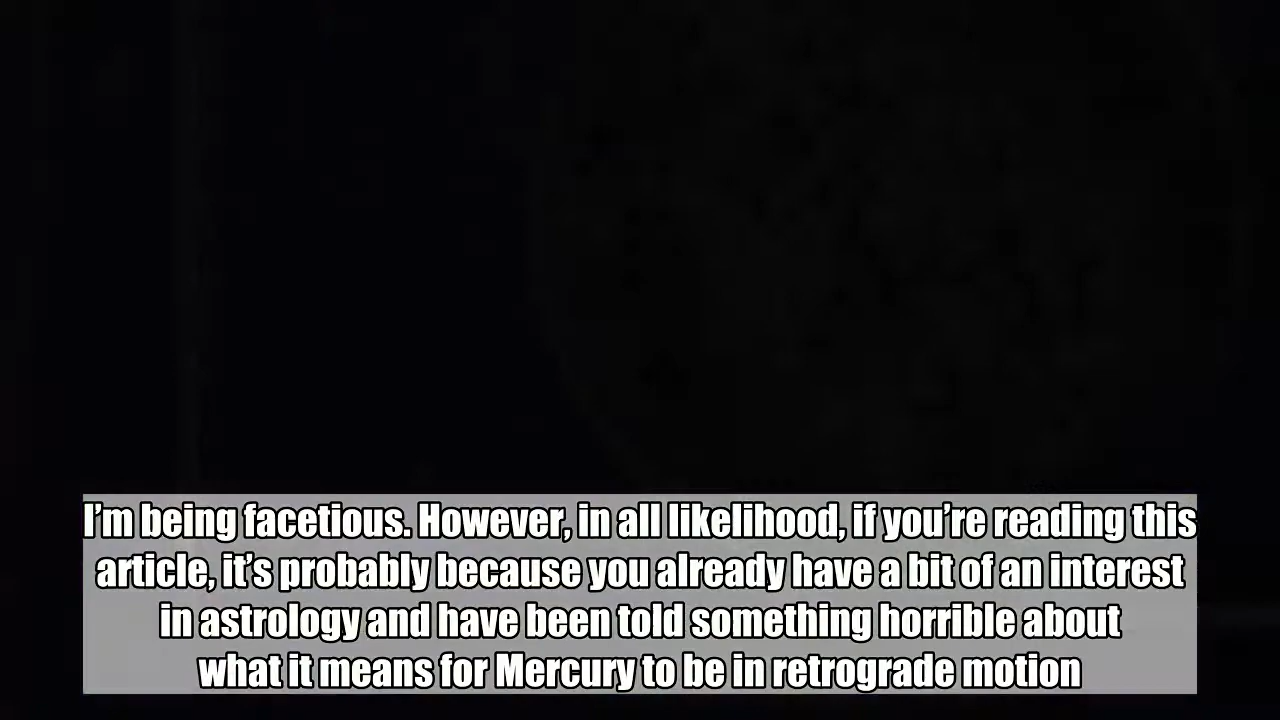 I’m being facetious. However, in all likelihood, if you’re reading this
article, it’s probably because you already have a bit of an interest
in astrology and have been told something horrible about
what it means for Mercury to be in retrograde motion